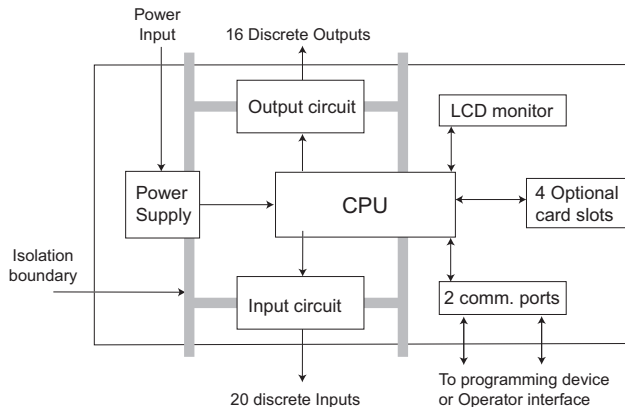 Power
Input
16 Discrete Outputs
Output circuit
LCD monitor
Power
Supply
CPU
4 Optional
card slots
Isolation
boundary
Input circuit
2 comm. ports
20 discrete Inputs
To programming device
or Operator interface